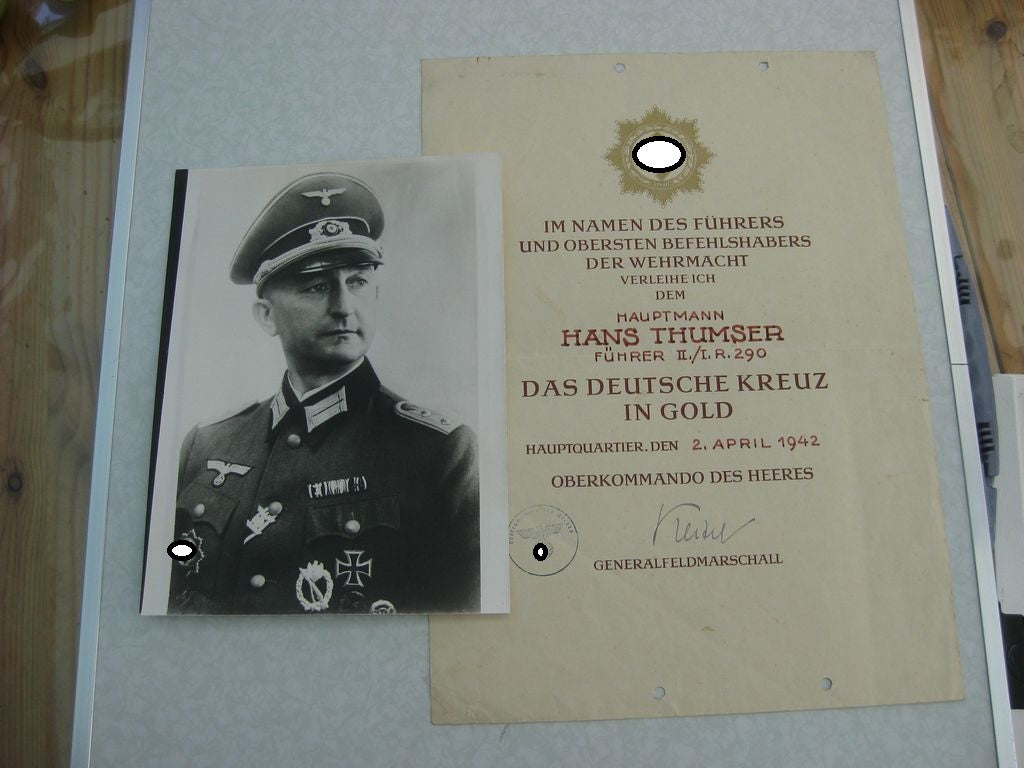 IM NAMEN DES FÜHRERS
UND OBERSTEN BEFEHLSHABERS
DER WEHRMACHT
VERLEIHE ICH
DEM
HAUPTMANN
HANS THUMSER
FÜHRER II./I.R.290
DAS DEUTSCHE KREUZ
IN GOLD
HAUPTQUARTIER, DEN 2. APRIL 1942
OBERKOMMANDO DES HEERES
Keitel
GENERALFELDMARSCHALL